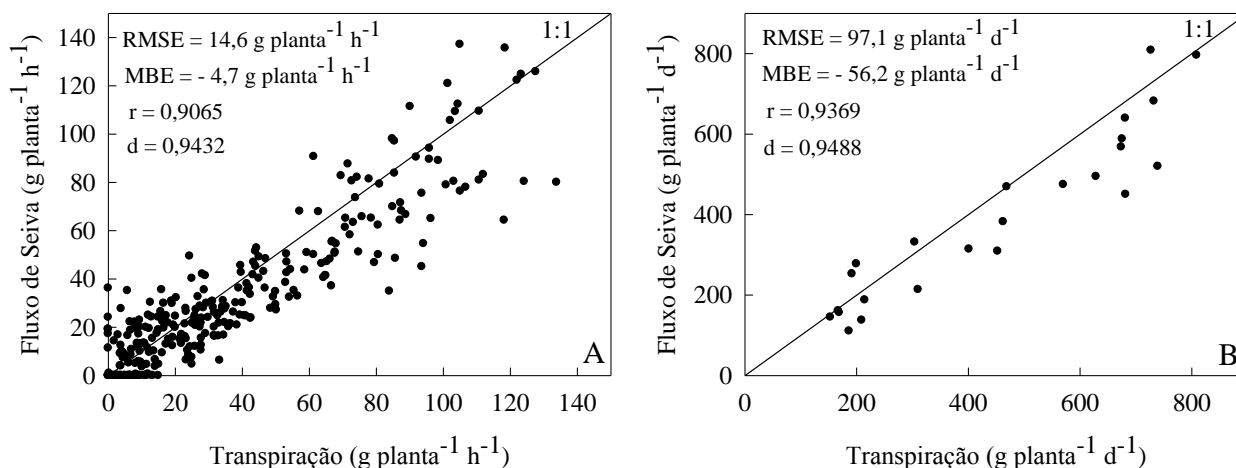 1:1
RMSE = 14,6 g planta⁻¹ h⁻¹
MBE = - 4,7 g planta⁻¹ h⁻¹
r = 0,9065
d = 0,9432
Fluxo de Seiva (g planta⁻¹ h⁻¹)
140
120
100
80
60
40
20
0
A
0 20 40 60 80 100 120 140
Transpiração (g planta⁻¹ h⁻¹)
1:1
RMSE = 97,1 g planta⁻¹ d⁻¹
MBE = - 56,2 g planta⁻¹ d⁻¹
r = 0,9369
d = 0,9488
Fluxo de Seiva (g planta⁻¹ d⁻¹)
800
600
400
200
0
B
0 200 400 600 800
Transpiração (g planta⁻¹ d⁻¹)